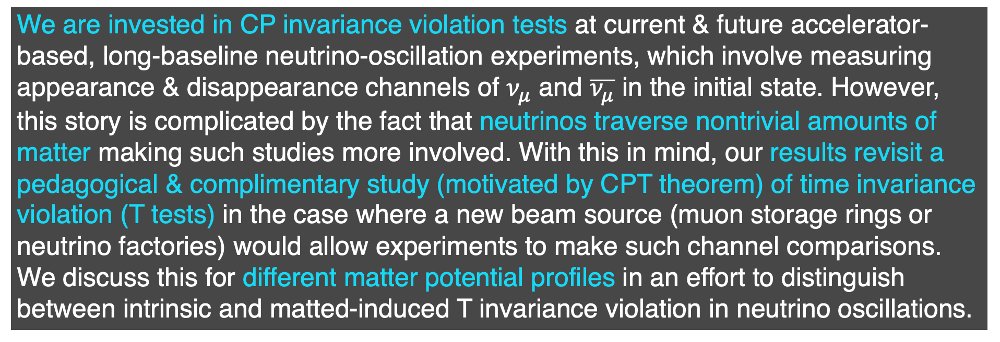 We are invested in CP invariance violation tests at current & future accelerator-
based, long-baseline neutrino-oscillation experiments, which involve measuring
appearance & disappearance channels of ν_μ and ν̅_μ in the initial state. However,
this story is complicated by the fact that neutrinos traverse nontrivial amounts of
matter making such studies more involved. With this in mind, our results revisit a
pedagogical & complimentary study (motivated by CPT theorem) of time invariance
violation (T tests) in the case where a new beam source (muon storage rings or
neutrino factories) would allow experiments to make such channel comparisons.
We discuss this for different matter potential profiles in an effort to distinguish
between intrinsic and matted-induced T invariance violation in neutrino oscillations.